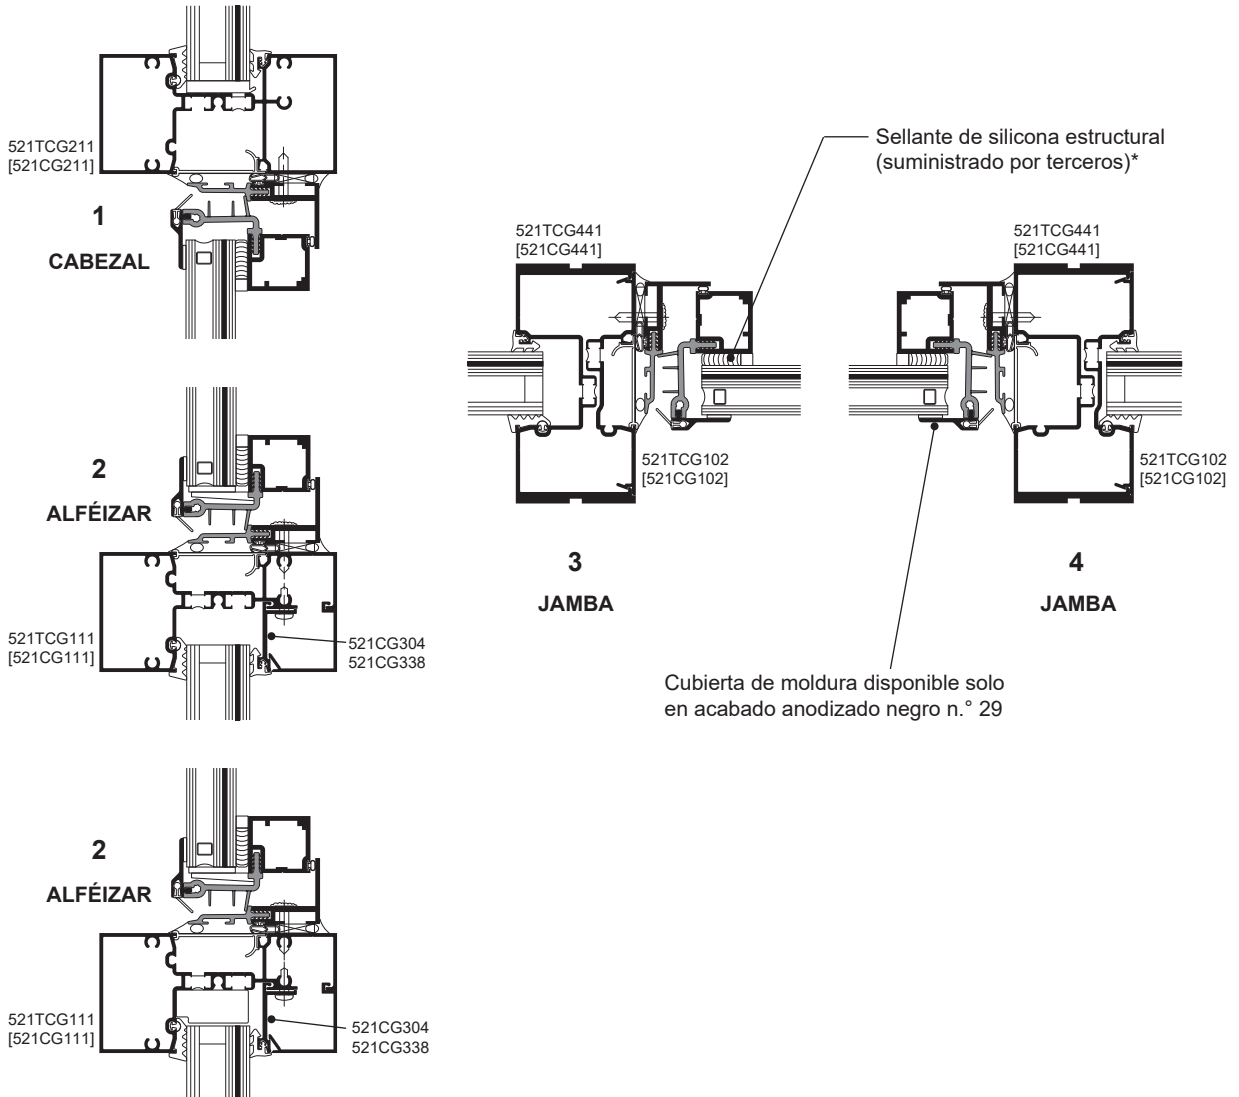 521TCG211
[521CG211]
1
CABEZAL
Sellante de silicona estructural
(suministrado por terceros)*
521TCG441
[521CG441]
521TCG441
[521CG441]
521TCG102
[521CG102]
521TCG102
[521CG102]
3
JAMBA
4
JAMBA
2
ALFÉIZAR
521TCG111
[521CG111]
521CG304
521CG338
Cubierta de moldura disponible solo
en acabado anodizado negro n.° 29
2
ALFÉIZAR
521TCG111
[521CG111]
521CG304
521CG338